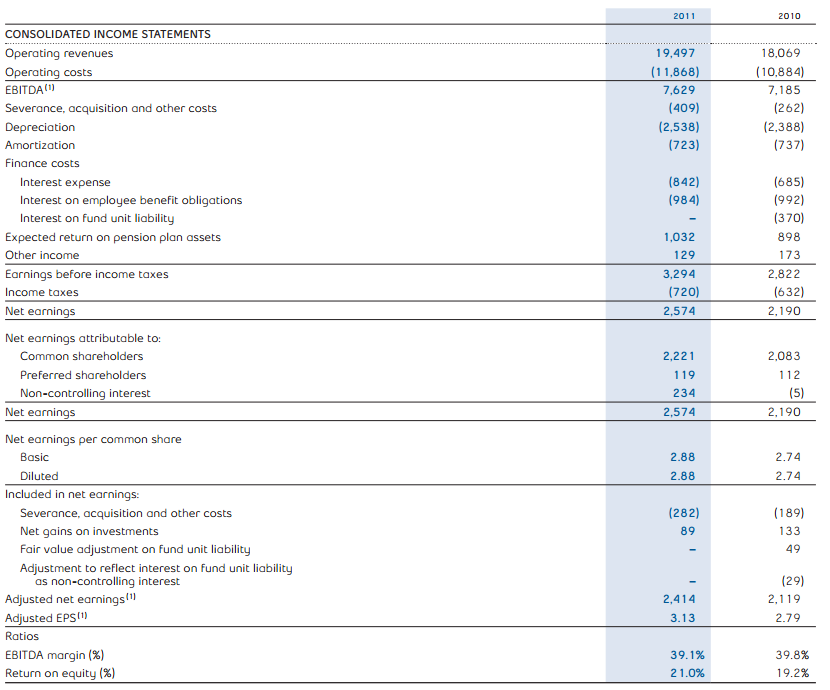 2011 2010
CONSOLIDATED INCOME STATEMENTS
Operating revenues 19,497 18,069
Operating costs (11,868) (10,884)
EBITDA(1) 7,629 7,185
Severance, acquisition and other costs (409) (262)
Depreciation (2,538) (2,388)
Amortization (723) (737)
Finance costs
Interest expense (842) (685)
Interest on employee benefit obligations (984) (992)
Interest on fund unit liability – (370)
Expected return on pension plan assets 1,032 898
Other income 129 173
Earnings before income taxes 3,294 2,822
Income taxes (720) (632)
Net earnings 2,574 2,190
Net earnings attributable to:
Common shareholders 2,221 2,083
Preferred shareholders 119 112
Non-controlling interest 234 (5)
Net earnings 2,574 2,190
Net earnings per common share
Basic 2.88 2.74
Diluted 2.88 2.74
Included in net earnings:
Severance, acquisition and other costs (282) (189)
Net gains on investments 89 133
Fair value adjustment on fund unit liability – 49
Adjustment to reflect interest on fund unit liability
as non-controlling interest – (29)
Adjusted net earnings(1) 2,414 2,119
Adjusted EPS(1) 3.13 2.79
Ratios
EBITDA margin (%) 39.1% 39.8%
Return on equity (%) 21.0% 19.2%